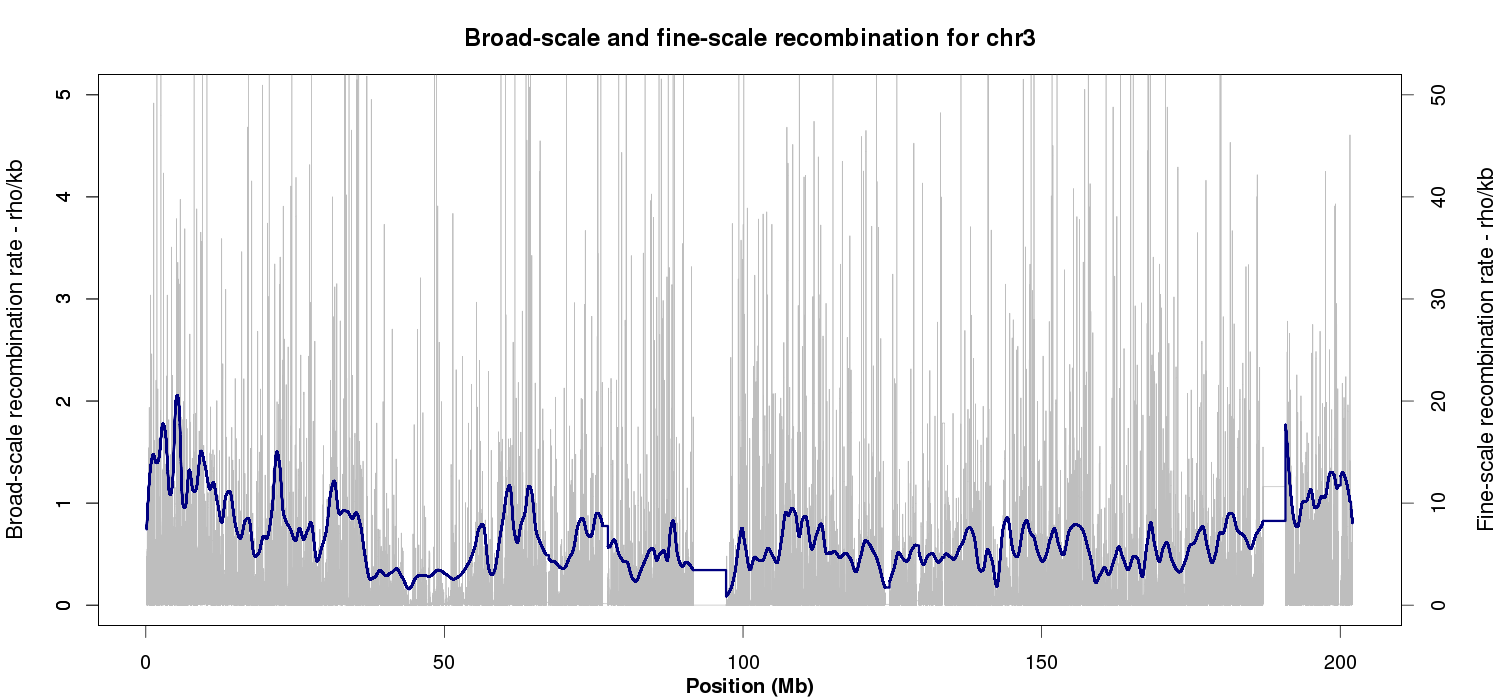 Broad-scale and fine-scale recombination for chr3
Broad-scale recombination rate - rho/kb
5
4
3
2
1
0
50
40
30
20
10
0
Fine-scale recombination rate - rho/kb
0 50 100 150 200
Position (Mb)